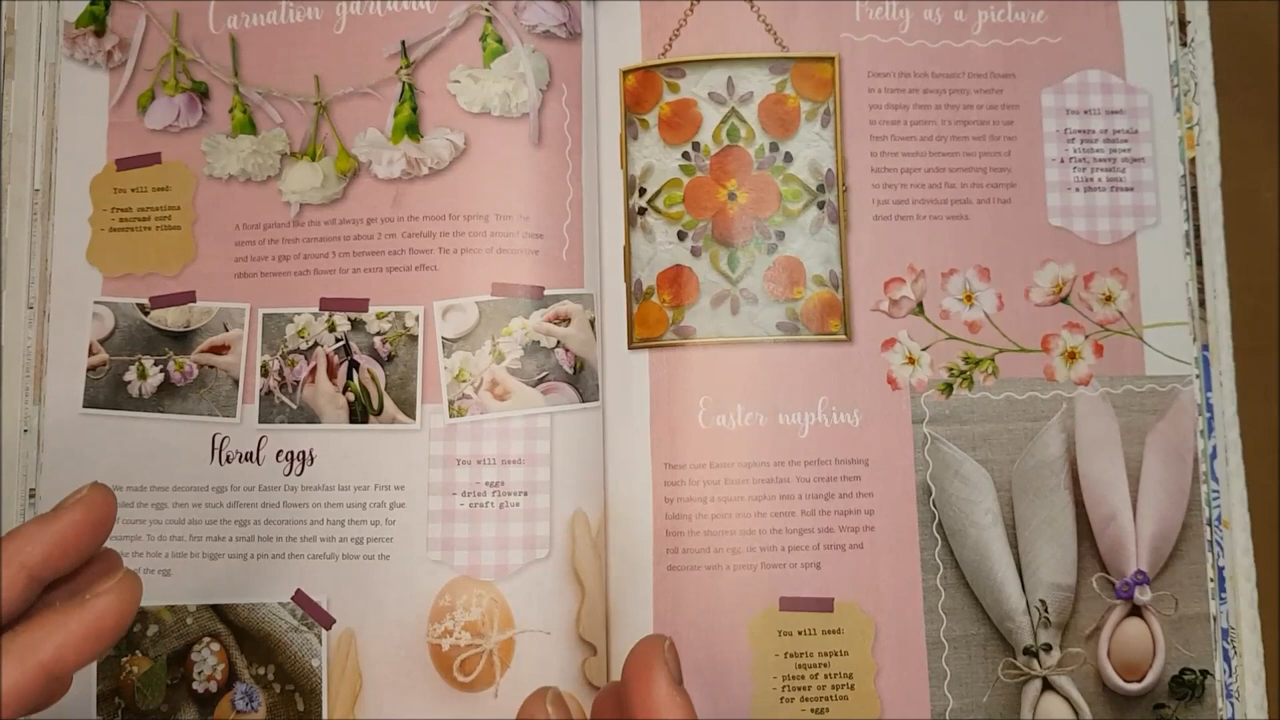 Carnation garland
You will need:
- fresh carnations
- macramé cord
- decorative ribbon
A floral garland like this will always get you in the mood for spring. Trim the
stems of the fresh carnations to about 2 cm. Carefully tie the cord around these
and leave a gap of around 3 cm between each flower. Tie a piece of decorative
ribbon between each flower for an extra special effect.
Floral eggs
We made these decorated eggs for our Easter Day breakfast last year. First we
oiled the eggs, then we stuck different dried flowers on them using craft glue.
f course you could also use the eggs as decorations and hang them up, for
xample. To do that, first make a small hole in the shell with an egg piercer.
ke the hole a little bit bigger using a pin and then carefully blow out the
of the egg.
You will need:
- eggs
- dried flowers
- craft glue
Pretty as a picture
Doesn't this look fantastic? Dried flowers
in a frame are always pretty, whether
you display them as they are or use them
to create a pattern. It's important to use
fresh flowers and dry them well (for two
to three weeks) between two pieces of
kitchen paper under something heavy,
so they're nice and flat. In this example
I just used individual petals, and I had
dried them for two weeks.
You will need:
- flowers or petals
of your choice
- kitchen paper
- A flat, heavy object
for pressing
(like a book)
- a photo frame
Easter napkins
These cute Easter napkins are the perfect finishing
touch for your Easter breakfast. You create them
by making a square napkin into a triangle and then
folding the point into the centre. Roll the napkin up
from the shortest side to the longest side. Wrap the
roll around an egg, tie with a piece of string and
decorate with a pretty flower or sprig.
You will need:
- fabric napkin
(square)
- piece of string
- flower or sprig
for decoration
- eggs